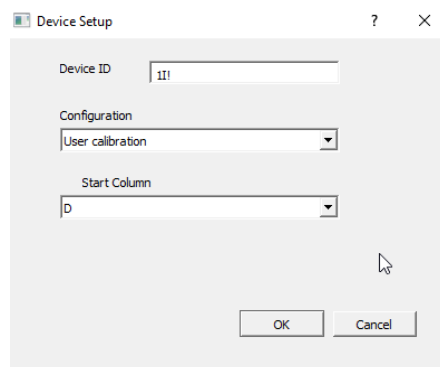 Device Setup ? X
Device ID 1I!
Configuration
User calibration
Start Column
D
OK Cancel